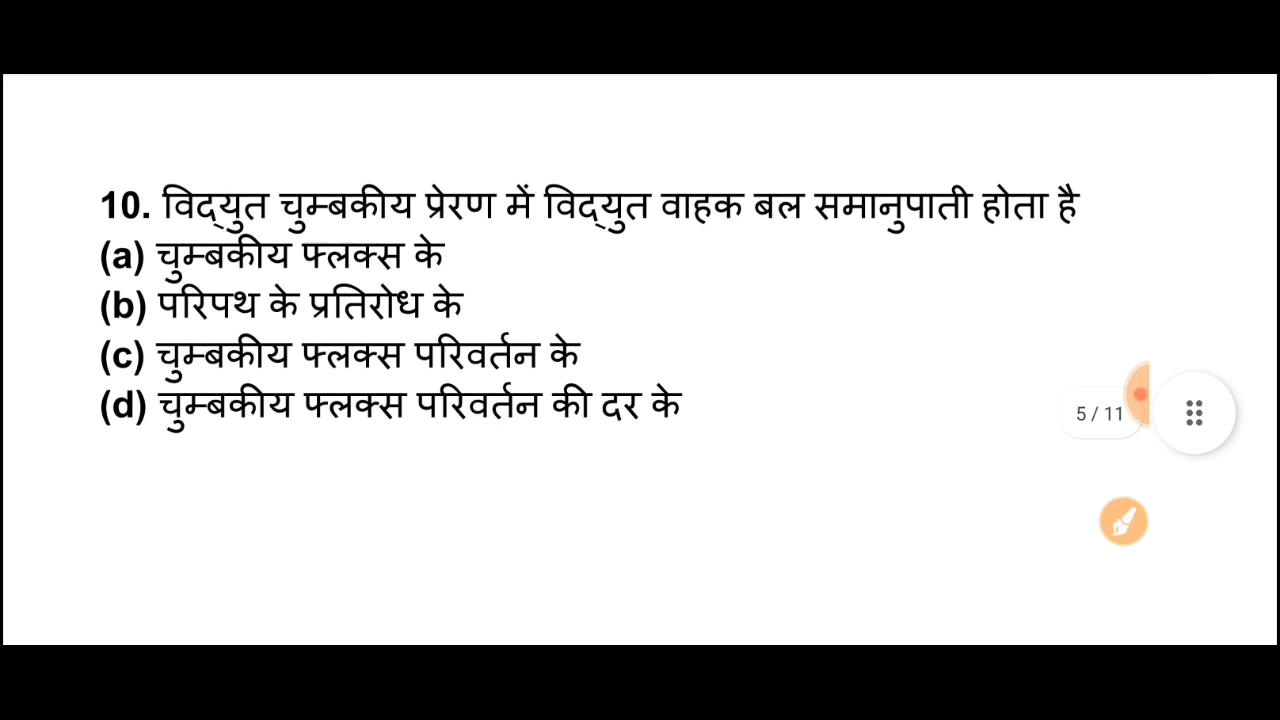 10. विद्युत चुम्बकीय प्रेरण में विद्युत वाहक बल समानुपाती होता है
(a) चुम्बकीय फ्लक्स के
(b) परिपथ के प्रतिरोध के
(c) चुम्बकीय फ्लक्स परिवर्तन के
(d) चुम्बकीय फ्लक्स परिवर्तन की दर के
5 / 11